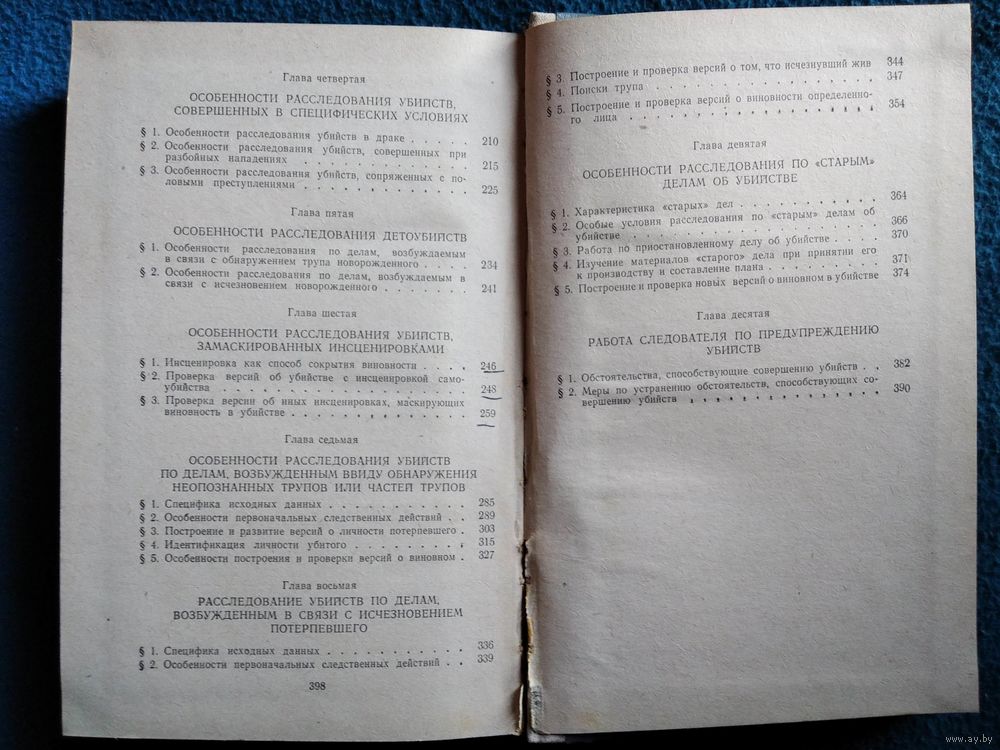 Глава четвертая
ОСОБЕННОСТИ РАССЛЕДОВАНИЯ УБИЙСТВ,
СОВЕРШЕННЫХ В СПЕЦИФИЧЕСКИХ УСЛОВИЯХ
§ 1. Особенности расследования убийств в драке . . . . . 210
§ 2. Особенности расследования убийств, совершенных при
разбойных нападениях . . . . . . . . . . 215
§ 3. Особенности расследования убийств, сопряженных с по-
ловыми преступлениями . . . . . . . . . . 225
Глава пятая
ОСОБЕННОСТИ РАССЛЕДОВАНИЯ ДЕТОУБИЙСТВ
§ 1. Особенности расследования по делам, возбуждаемым
в связи с обнаружением трупа новорожденного . . . . 234
§ 2. Особенности расследования по делам, возбуждаемым в
связи с исчезновением новорожденного . . . . . . . 241
Глава шестая
ОСОБЕННОСТИ РАССЛЕДОВАНИЯ УБИЙСТВ,
ЗАМАСКИРОВАННЫХ ИНСЦЕНИРОВКАМИ
§ 1. Инсценировка как способ сокрытия виновности . . . . 246
§ 2. Проверка версий об убийстве с инсценировкой само-
убийства . . . . . . . . . . . . . 248
§ 3. Проверка версии об иных инсценировках, маскирующих
виновность в убийстве . . . . . . . . . . 259
Глава седьмая
ОСОБЕННОСТИ РАССЛЕДОВАНИЯ УБИЙСТВ
ПО ДЕЛАМ, ВОЗБУЖДЕННЫМ ВВИДУ ОБНАРУЖЕНИЯ
НЕОПОЗНАННЫХ ТРУПОВ ИЛИ ЧАСТЕЙ ТРУПОВ
§ 1. Специфика исходных данных . . . . . . . . . 285
§ 2. Особенности первоначальных следственных действий . . 289
§ 3. Построение и развитие версий о личности потерпевшего . 303
§ 4. Идентификация личности убитого . . . . . . . . 315
§ 5. Особенности построения и проверки версий о виновном . 327
Глава восьмая
РАССЛЕДОВАНИЕ УБИЙСТВ ПО ДЕЛАМ,
ВОЗБУЖДЕННЫМ В СВЯЗИ С ИСЧЕЗНОВЕНИЕМ
ПОТЕРПЕВШЕГО
§ 1. Специфика исходных данных . . . . . . . . . 336
§ 2. Особенности первоначальных следственных действий . . 339
398
§ 3. Построение и проверка версий о том, что исчезнувший жив 344
§ 4. Поиски трупа . . . . . . . . . . . . . 347
§ 5. Построение и проверка версий о виновности определенно-
го лица . . . . . . . . . . . . . . 354
Глава девятая
ОСОБЕННОСТИ РАССЛЕДОВАНИЯ ПО «СТАРЫМ»
ДЕЛАМ ОБ УБИЙСТВЕ
§ 1. Характеристика «старых» дел . . . . . . . . . . 364
§ 2. Особые условия расследования по «старым» делам об
убийстве . . . . . . . . . . . . . . 366
§ 3. Работа по приостановленному делу об убийстве . . . . 370
§ 4. Изучение материалов «старого» дела при принятии его
к производству и составление плана . . . . . . . 371
§ 5. Построение и проверка новых версий о виновном в убийстве 374
Глава десятая
РАБОТА СЛЕДОВАТЕЛЯ ПО ПРЕДУПРЕЖДЕНИЮ
УБИЙСТВ
§ 1. Обстоятельства, способствующие совершению убийств . . 382
§ 2. Меры по устранению обстоятельств, способствующих со-
вершению убийств . . . . . . . . . . . 390
www.ay.by